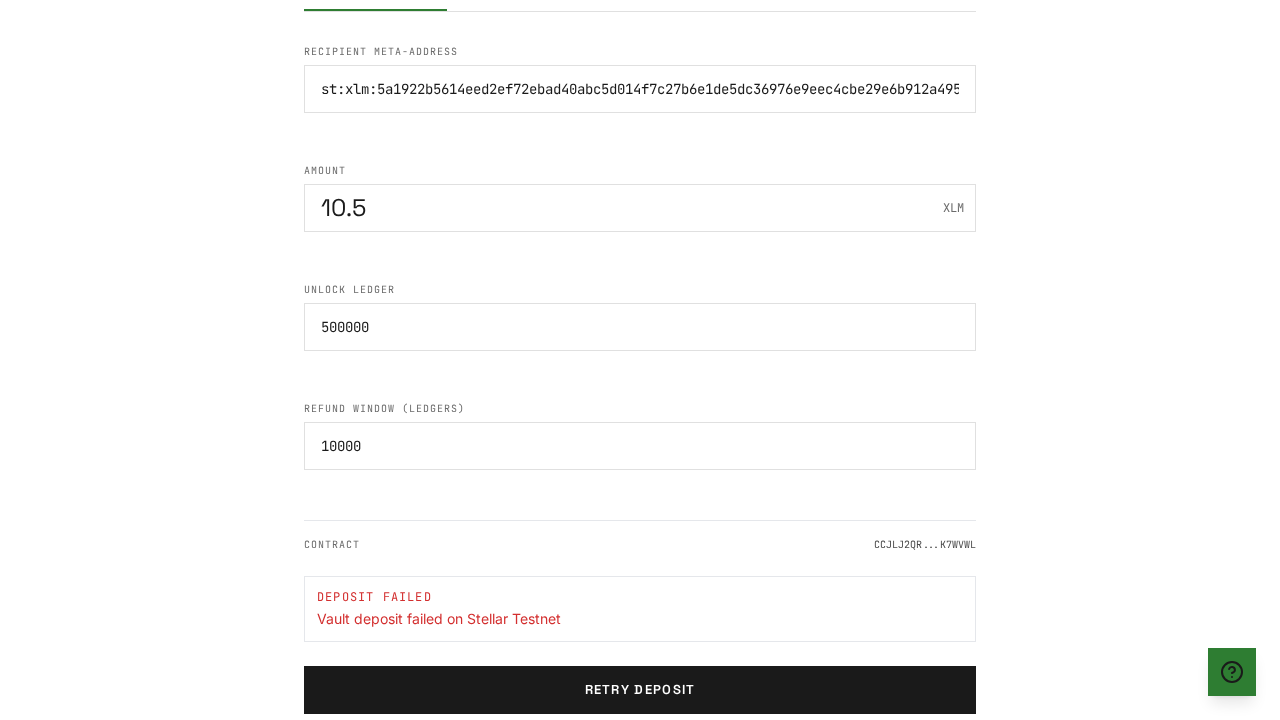 RECIPIENT META-ADDRESS
st:xlm:5a1922b5614eed2ef72ebad40abc5d014f7c27b6e1de5dc36976e9eec4cbe29e6b912a495
AMOUNT
10.5
XLM
UNLOCK LEDGER
500000
REFUND WINDOW (LEDGERS)
10000
CONTRACT
CCJLJ2QR...K7WVWL
DEPOSIT FAILED
Vault deposit failed on Stellar Testnet
RETRY DEPOSIT